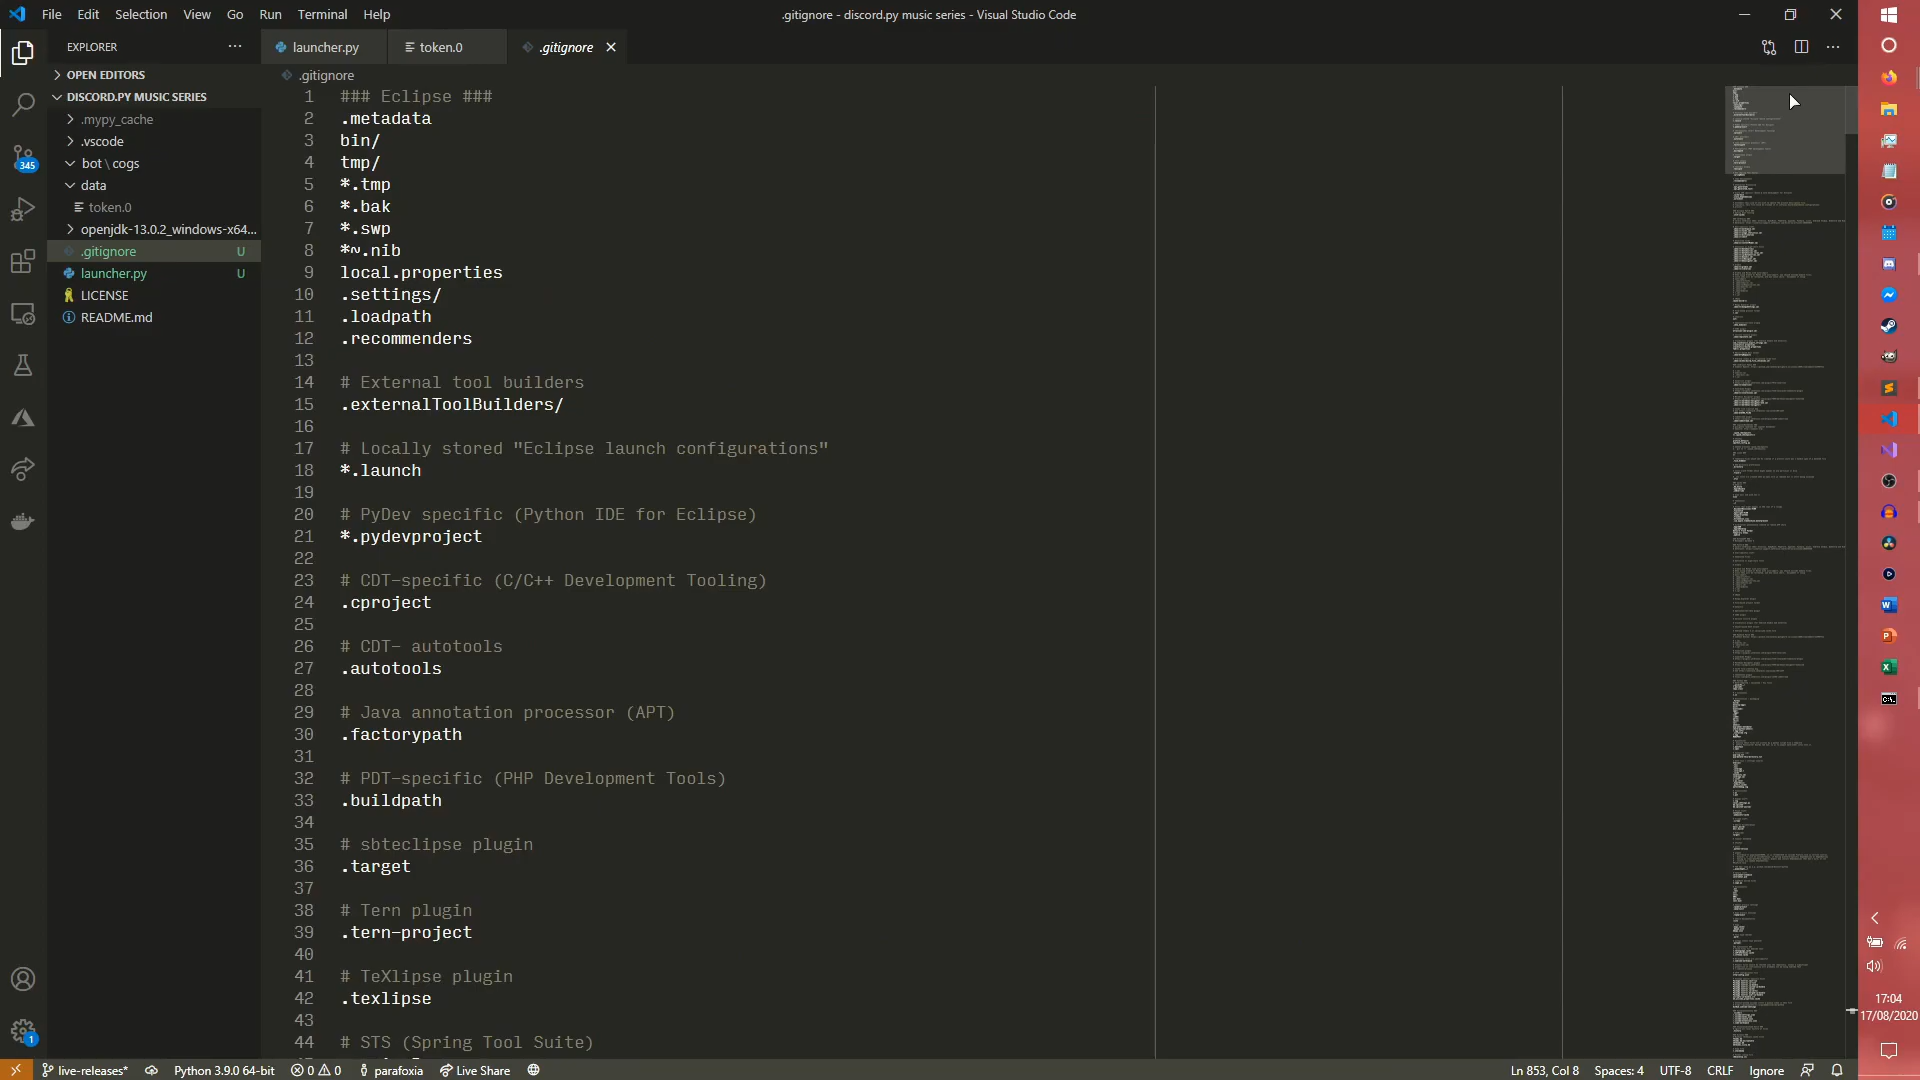 File Edit Selection View Go Run Terminal Help
.gitignore - discord.py music series - Visual Studio Code
EXPLORER
launcher.py
token.0
.gitignore
OPEN EDITORS
DISCORD.PY MUSIC SERIES
.mypy_cache
.vscode
bot \ cogs
data
token.0
openjdk-13.0.2_windows-x64...
.gitignore U
launcher.py U
LICENSE
README.md
345
1
.gitignore
1 ### Eclipse ###
2 .metadata
3 bin/
4 tmp/
5 *.tmp
6 *.bak
7 *.swp
8 *~.nib
9 local.properties
10 .settings/
11 .loadpath
12 .recommenders
13
14 # External tool builders
15 .externalToolBuilders/
16
17 # Locally stored "Eclipse launch configurations"
18 *.launch
19
20 # PyDev specific (Python IDE for Eclipse)
21 *.pydevproject
22
23 # CDT-specific (C/C++ Development Tooling)
24 .cproject
25
26 # CDT- autotools
27 .autotools
28
29 # Java annotation processor (APT)
30 .factorypath
31
32 # PDT-specific (PHP Development Tools)
33 .buildpath
34
35 # sbteclipse plugin
36 .target
37
38 # Tern plugin
39 .tern-project
40
41 # TeXlipse plugin
42 .texlipse
43
44 # STS (Spring Tool Suite)
17:04
17/08/2020
live-releases* Python 3.9.0 64-bit 0 0 parafoxia Live Share
Ln 853, Col 8 Spaces: 4 UTF-8 CRLF Ignore